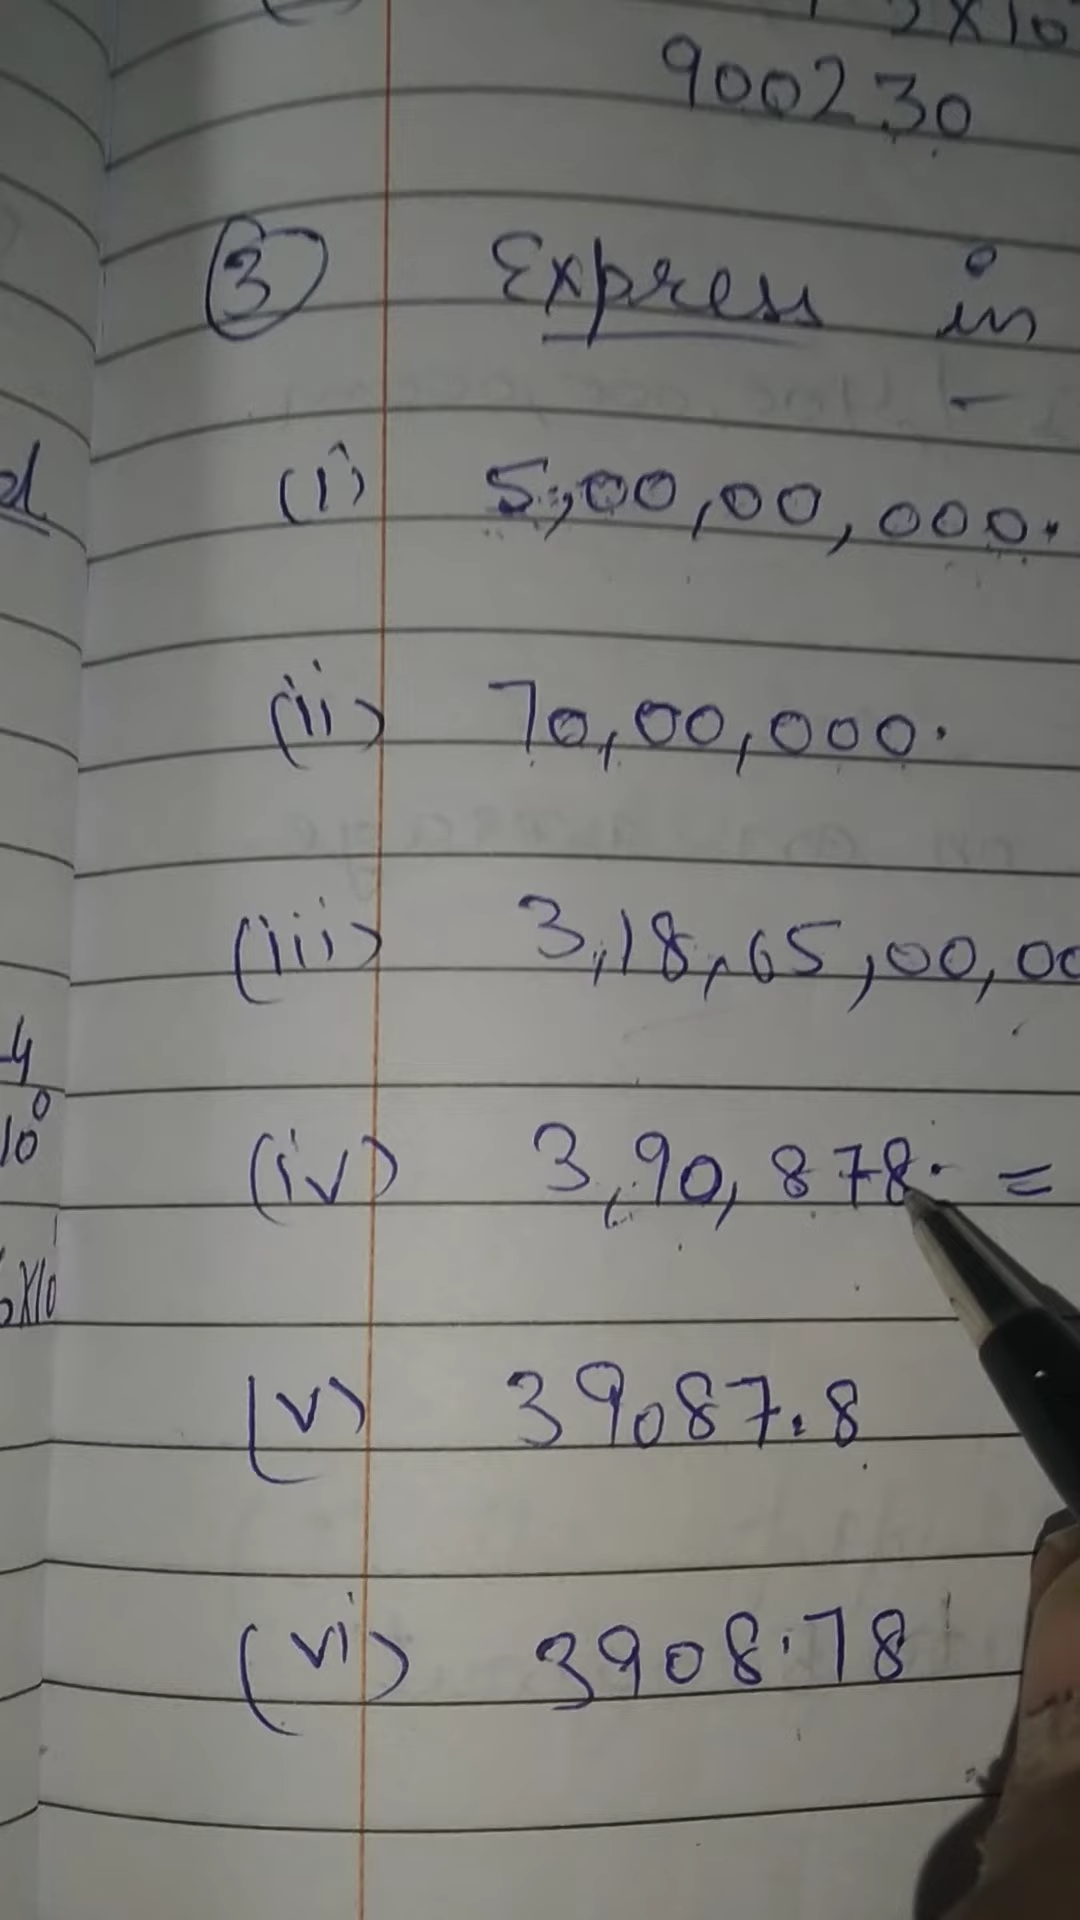 900230
③ Express in
(i) 5,00,00,000.
(ii) 70,00,000.
(iii) 3,18,65,00,00
(iv) 3,90,878. =
(v) 39087.8
(vi) 3908.78